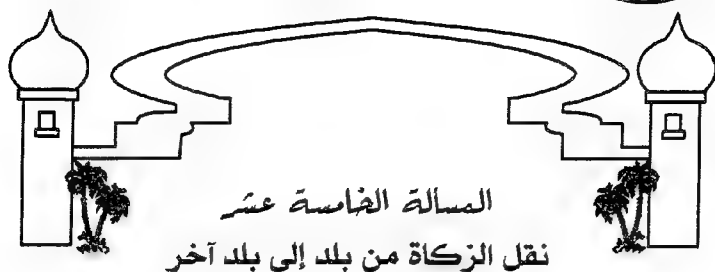 المسألة الخامسة عشر
نقل الزكاة من بلد إلى بلد آخر